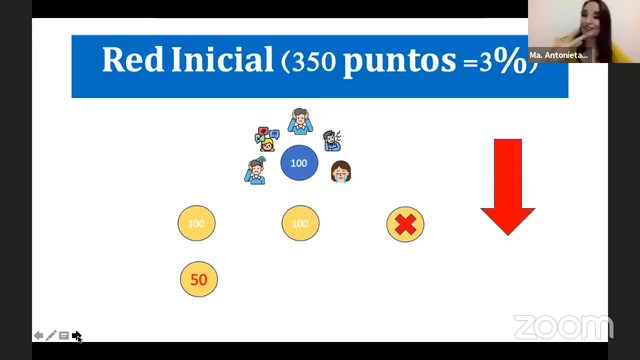 Red Inicial (350 puntos =3%)
Ma. Antonieta...
100
100
100
50
zoom